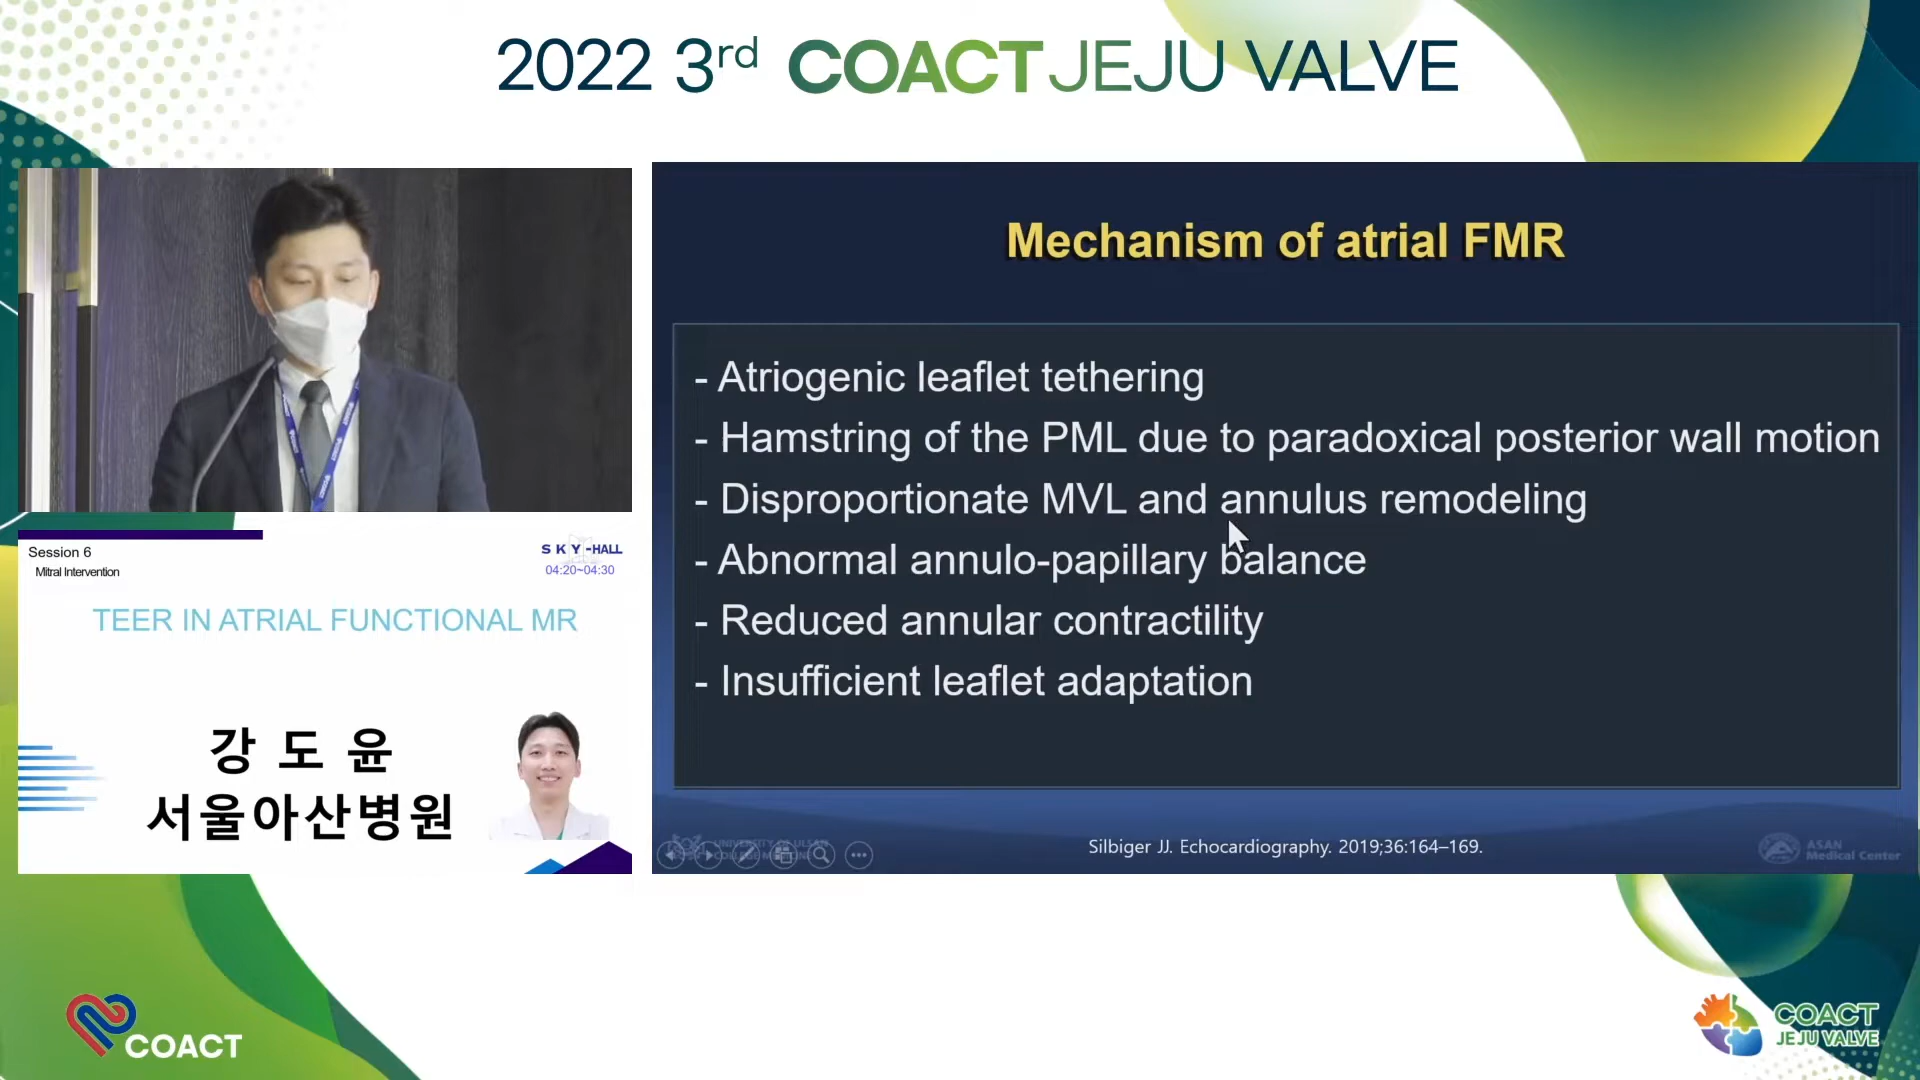 2022 3rd COACT JEJU VALVE
Mechanism of atrial FMR
- Atriogenic leaflet tethering
- Hamstring of the PML due to paradoxical posterior wall motion
- Disproportionate MVL and annulus remodeling
- Abnormal annulo-papillary balance
- Reduced annular contractility
- Insufficient leaflet adaptation
Silbiger JJ. Echocardiography. 2019;36:164–169.
ASAN
Medical Center
Session 6
Mitral Intervention
SKY-HALL
04:20~04:30
TEER IN ATRIAL FUNCTIONAL MR
강 도 윤
서울아산병원
COACT
COACT
JEJU VALVE